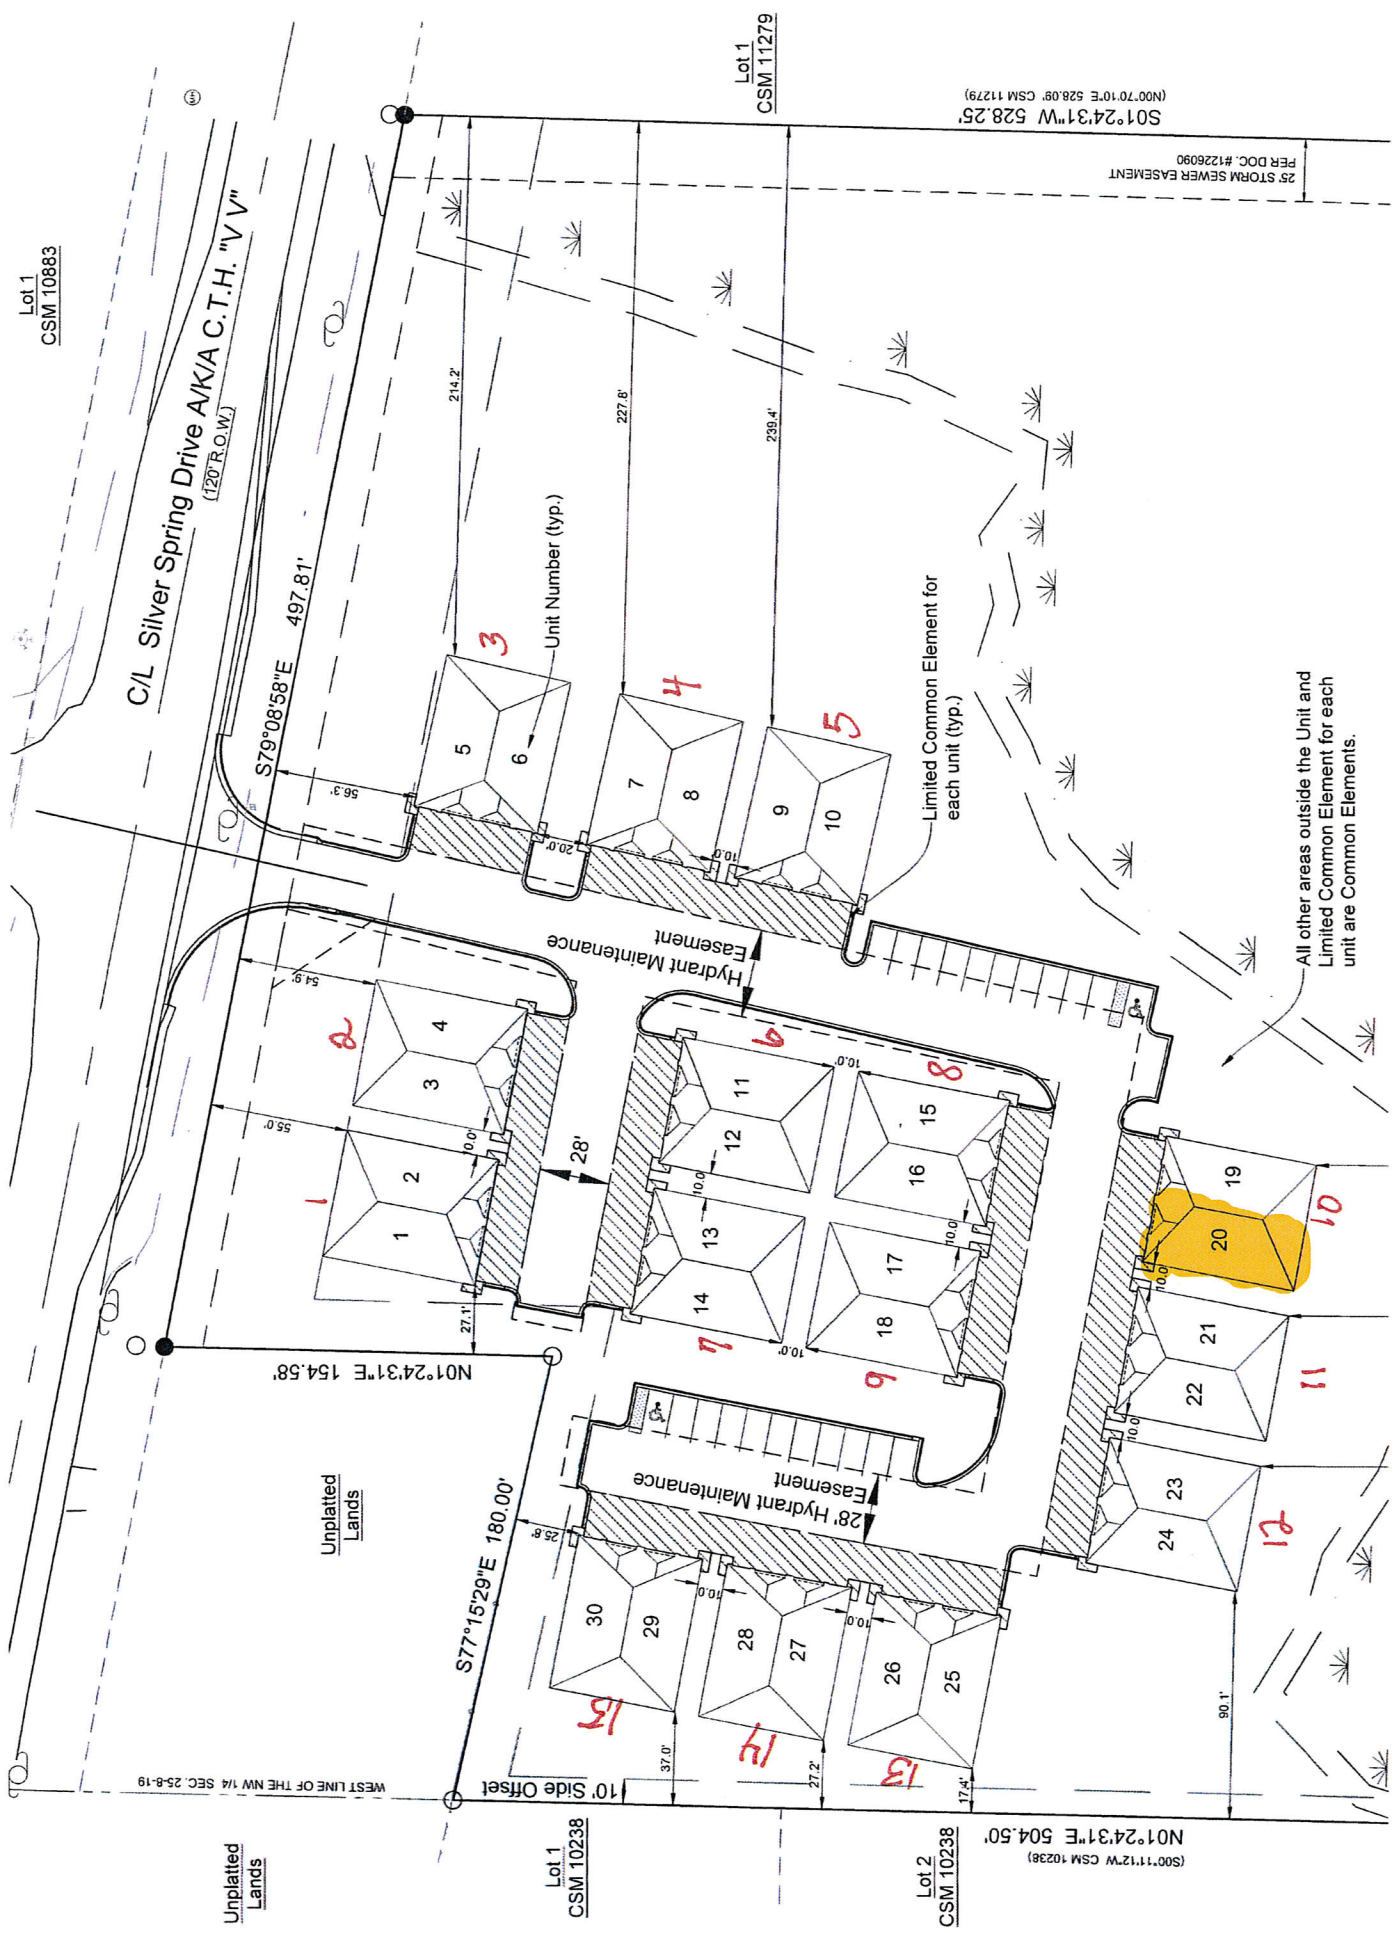 Lot 1
CSM 10883
C/L Silver Spring Drive A/K/A C.T.H. "V V"
(120' R.O.W.)
Lot 1
CSM 11279
S01°24'31"W 528.25'
(N00°70'10"E 528.09' CSM 11279)
25' STORM SEWER EASEMENT
PER DOC. #1226090
S79°08'58"E 497.81'
214.2'
227.8'
239.4'
56.3'
54.9'
55.0'
Unit Number (typ.)
Limited Common Element for
each unit (typ.)
All other areas outside the Unit and
Limited Common Element for each
unit are Common Elements.
5
6
3
20.0'
7
8
4
10.0'
9
10
5
Hydrant Maintenance
Easement
1
2
1
10.0'
3
4
2
28'
27.1'
N01°24'31"E 154.58'
11
12
10.0
13
14
10.0'
10.0'
15
16
8
10.0
17
18
19
20
10
10.0'
21
22
11
10.0
23
24
12
90.1'
28' Hydrant Maintenance
Easement
25.8'
30
29
15
37.0'
10.0
28
27
14
27.2'
10.0
26
25
13
17.4'
S77°15'29"E 180.00'
Unplatted
Lands
WEST LINE OF THE NW 1/4 SEC. 25-8-19
10' Side Offset
Unplatted
Lands
Lot 1
CSM 10238
Lot 2
CSM 10238
N01°24'31"E 504.50'
(S00°11'12"W CSM 10238)